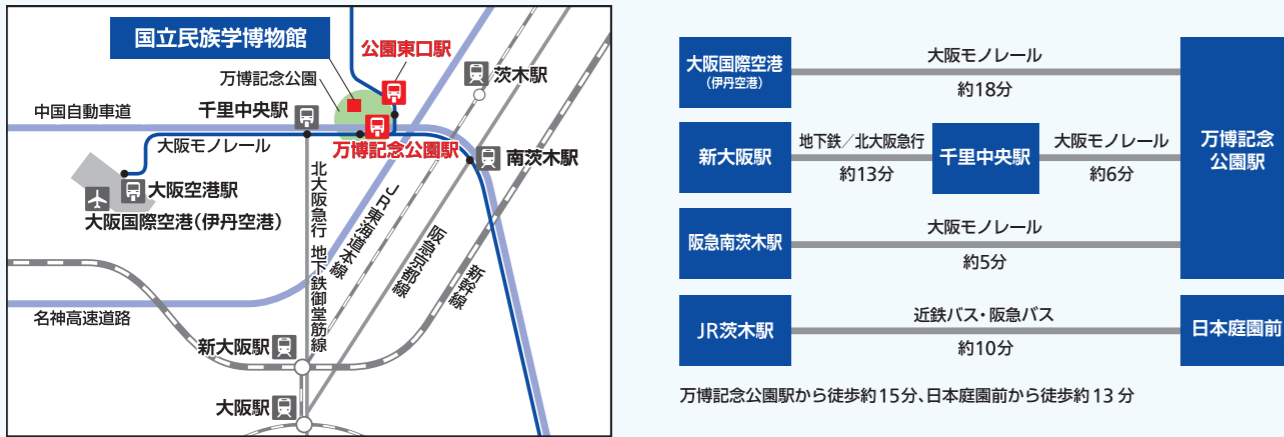 国立民族学博物館
公園東口駅
万博記念公園
茨木駅
中国自動車道
千里中央駅
大阪モノレール
万博記念公園駅
南茨木駅
大阪空港駅
大阪国際空港(伊丹空港)
北大阪急行 地下鉄御堂筋線
JR東海道本線
阪急京都線
新幹線
名神高速道路
新大阪駅
大阪駅
大阪国際空港
(伊丹空港)
大阪モノレール
約18分
新大阪駅
地下鉄/北大阪急行
約13分
千里中央駅
大阪モノレール
約6分
万博記念
公園駅
阪急南茨木駅
大阪モノレール
約5分
JR茨木駅
近鉄バス・阪急バス
約10分
日本庭園前
万博記念公園駅から徒歩約15分、日本庭園前から徒歩約13分